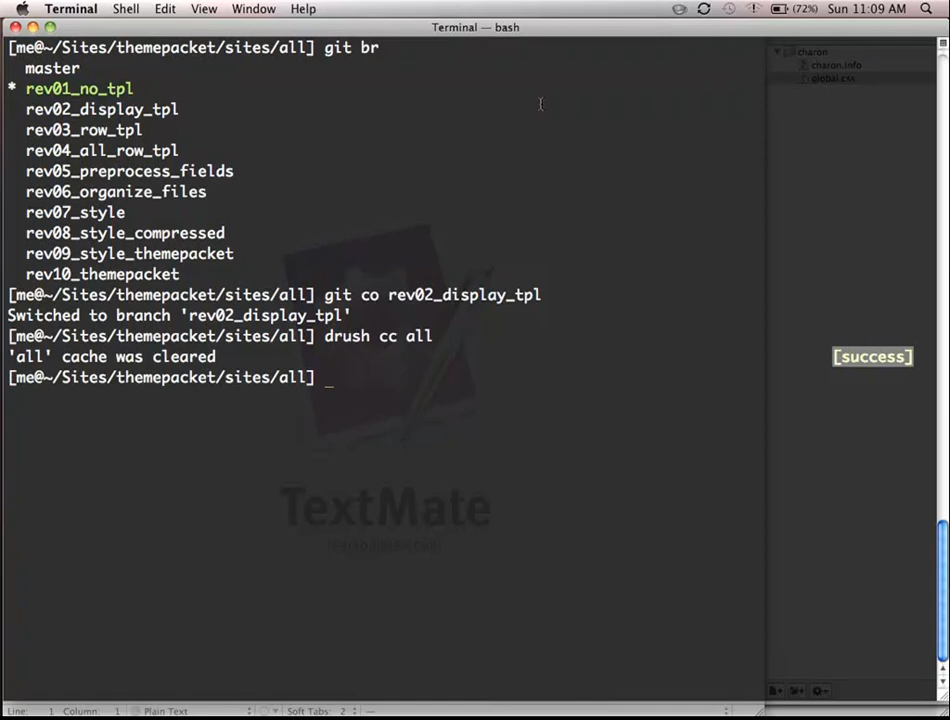 Terminal Shell Edit View Window Help (72%) Sun 11:09 AM
Terminal — bash
[me@~/Sites/themepacket/sites/all] git br
master
* rev01_no_tpl
rev02_display_tpl
rev03_row_tpl
rev04_all_row_tpl
rev05_preprocess_fields
rev06_organize_files
rev07_style
rev08_style_compressed
rev09_style_themepacket
rev10_themepacket
[me@~/Sites/themepacket/sites/all] git co rev02_display_tpl
Switched to branch 'rev02_display_tpl'
[me@~/Sites/themepacket/sites/all] drush cc all
'all' cache was cleared [success]
[me@~/Sites/themepacket/sites/all] _
charon
charon.info
global.css
TextMate
Line: 1 Column: 1 Plain Text Soft Tabs: 2 —